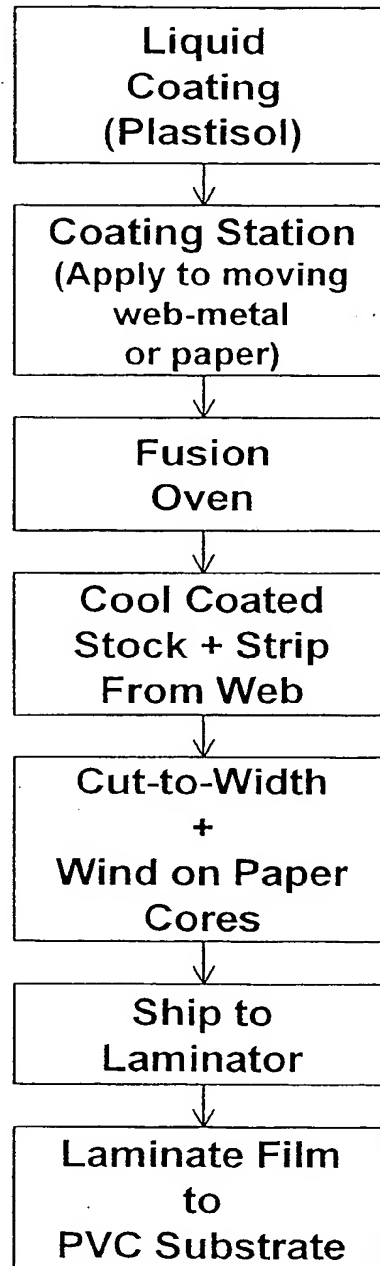 Liquid
Coating
(Plastisol)
Coating Station
(Apply to moving
web-metal
or paper)
Fusion
Oven
Cool Coated
Stock + Strip
From Web
Cut-to-Width
+
Wind on Paper
Cores
Ship to
Laminator
Laminate Film
to
PVC Substrate